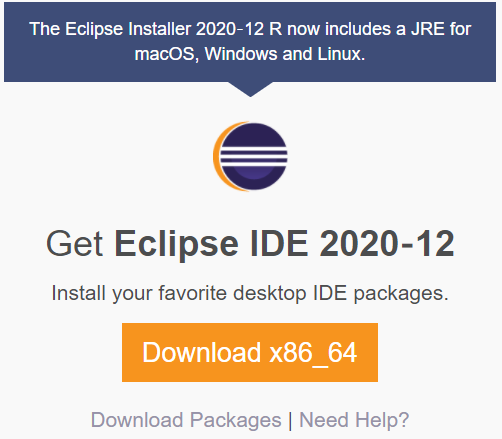 The Eclipse Installer 2020-12 R now includes a JRE for
macOS, Windows and Linux.
Get Eclipse IDE 2020-12
Install your favorite desktop IDE packages.
Download x86_64
Download Packages | Need Help?